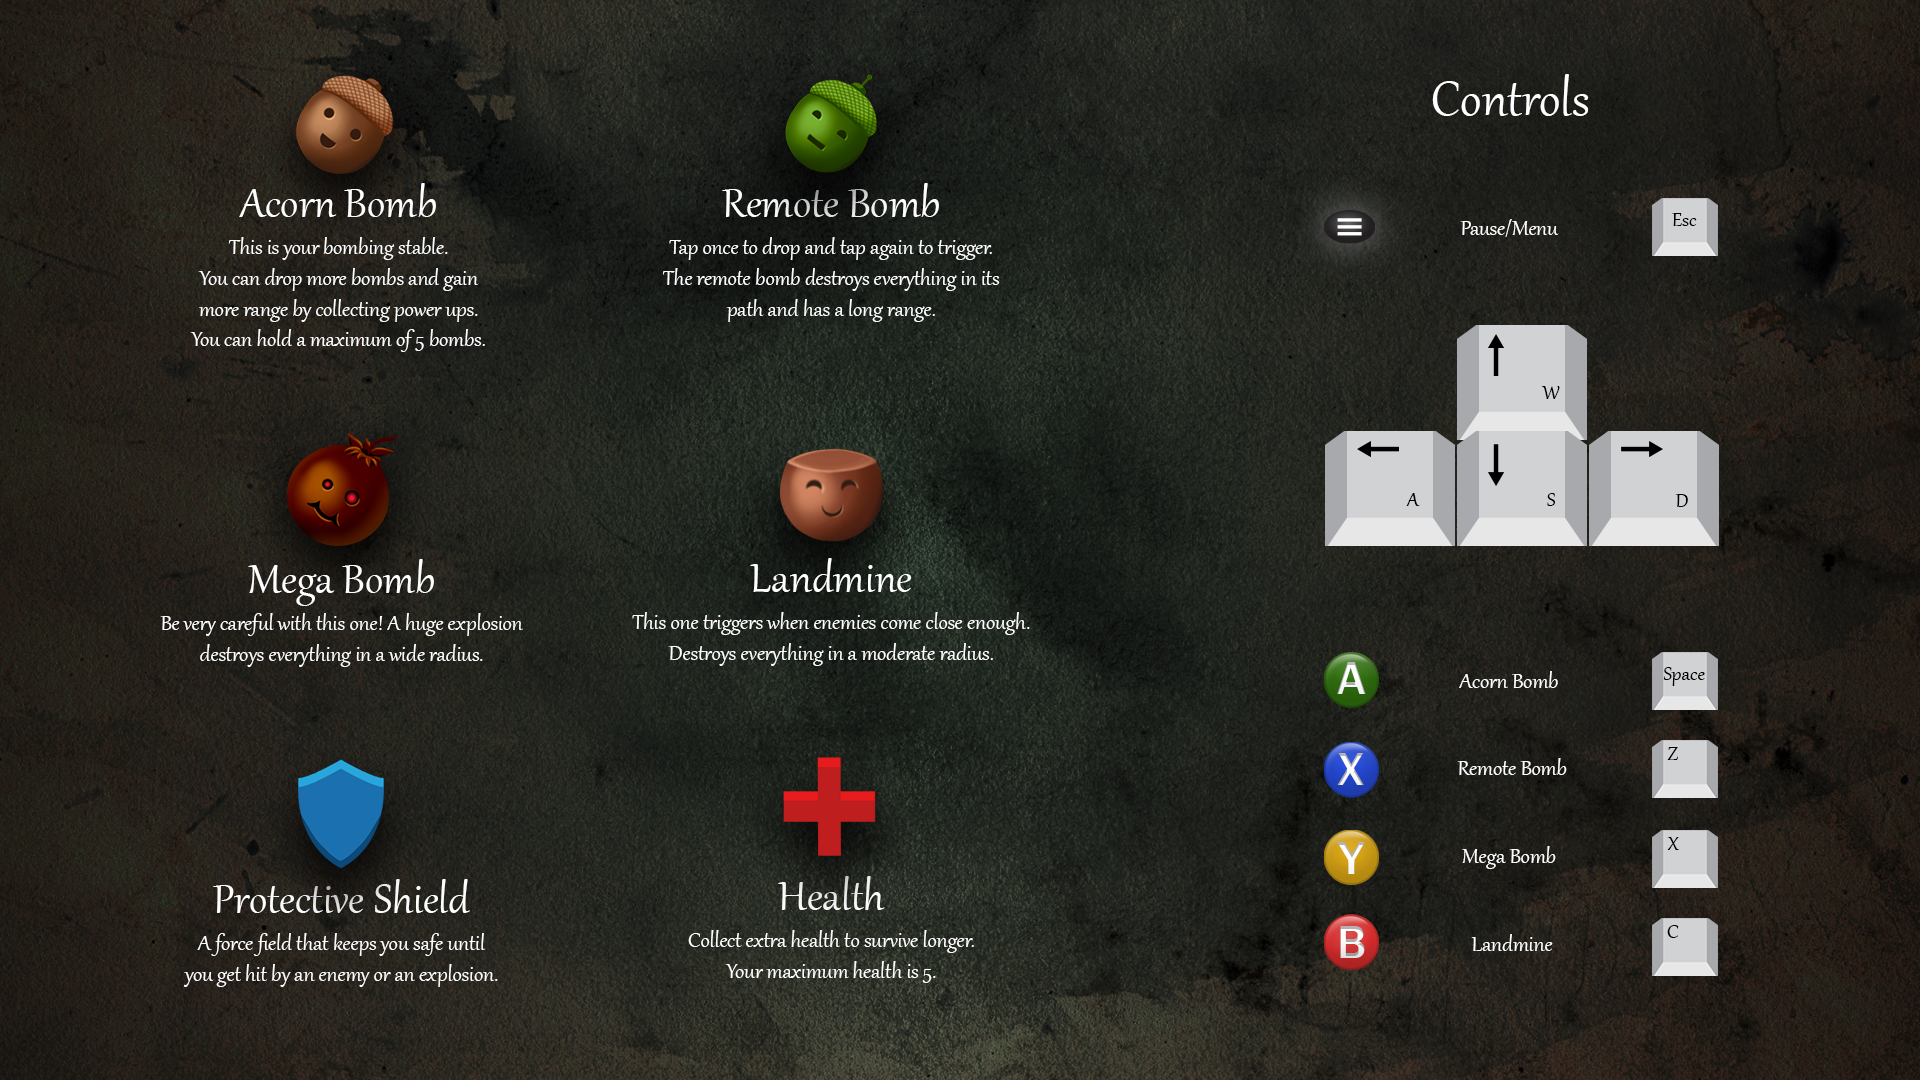 Acorn Bomb
This is your bombing stable.
You can drop more bombs and gain
more range by collecting power ups.
You can hold a maximum of 5 bombs.
Remote Bomb
Tap once to drop and tap again to trigger.
The remote bomb destroys everything in its
path and has a long range.
Mega Bomb
Be very careful with this one! A huge explosion
destroys everything in a wide radius.
Landmine
This one triggers when enemies come close enough.
Destroys everything in a moderate radius.
Protective Shield
A force field that keeps you safe until
you get hit by an enemy or an explosion.
Health
Collect extra health to survive longer.
Your maximum health is 5.
Controls
Pause/Menu Esc
W
A S D
A Acorn Bomb Space
X Remote Bomb Z
Y Mega Bomb X
B Landmine C